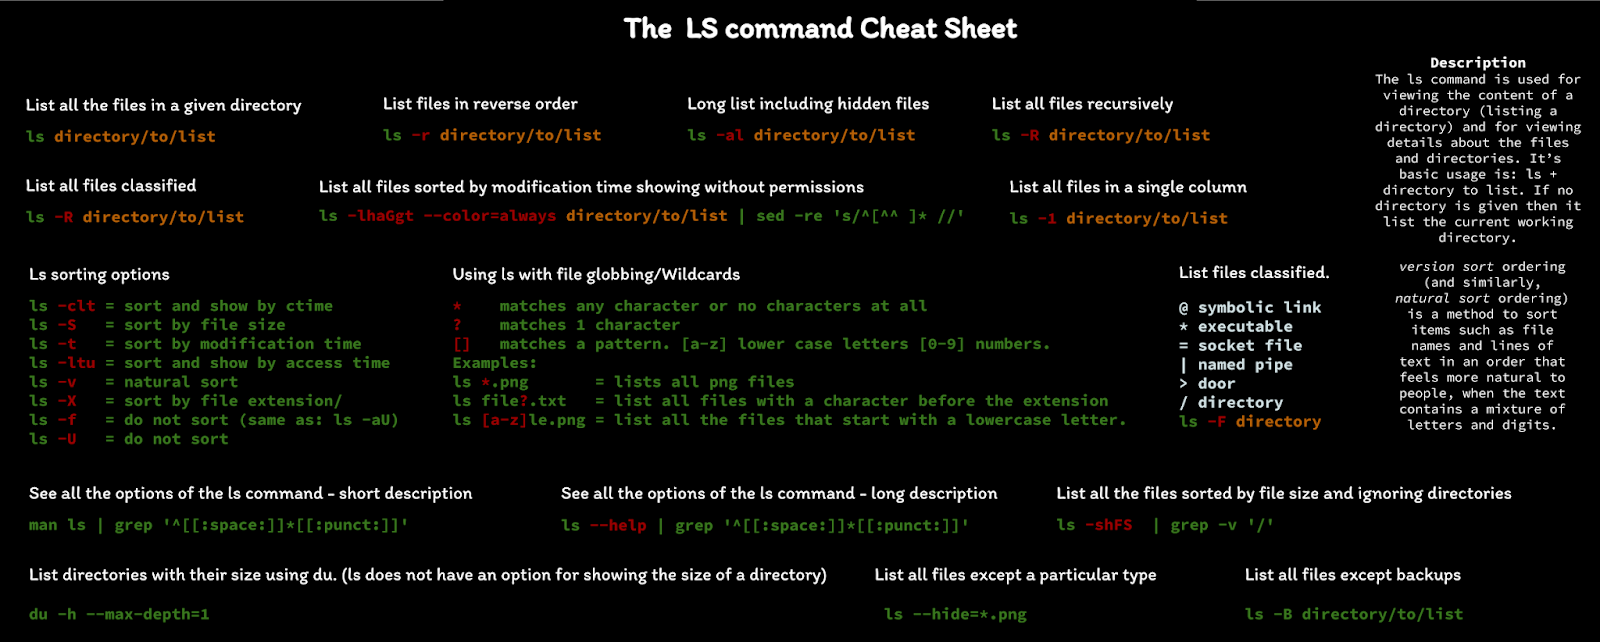 The LS command Cheat Sheet
List all the files in a given directory
ls directory/to/list
List files in reverse order
ls -r directory/to/list
Long list including hidden files
ls -al directory/to/list
List all files recursively
ls -R directory/to/list
List all files classified
ls -R directory/to/list
List all files sorted by modification time showing without permissions
ls -lhaGgt --color=always directory/to/list | sed -re 's/^[^^ ]* //'
List all files in a single column
ls -1 directory/to/list
Description
The ls command is used for
viewing the content of a
directory (listing a
directory) and for viewing
details about the files
and directories. It's
basic usage is: ls +
directory to list. If no
directory is given then it
list the current working
directory.
version sort ordering
(and similarly,
natural sort ordering)
is a method to sort
items such as file
names and lines of
text in an order that
feels more natural to
people, when the text
contains a mixture of
letters and digits.
Ls sorting options
ls -clt = sort and show by ctime
ls -S = sort by file size
ls -t = sort by modification time
ls -ltu = sort and show by access time
ls -v = natural sort
ls -X = sort by file extension/
ls -f = do not sort (same as: ls -aU)
ls -U = do not sort
Using ls with file globbing/Wildcards
* matches any character or no characters at all
? matches 1 character
[] matches a pattern. [a-z] lower case letters [0-9] numbers.
Examples:
ls *.png = lists all png files
ls file?.txt = list all files with a character before the extension
ls [a-z]le.png = list all the files that start with a lowercase letter.
List files classified.
@ symbolic link
* executable
= socket file
| named pipe
> door
/ directory
ls -F directory
See all the options of the ls command - short description
man ls | grep '^[[:space:]]*[[:punct:]]'
See all the options of the ls command - long description
ls --help | grep '^[[:space:]]*[[:punct:]]'
List all the files sorted by file size and ignoring directories
ls -shFS | grep -v '/'
List directories with their size using du. (ls does not have an option for showing the size of a directory)
du -h --max-depth=1
List all files except a particular type
ls --hide=*.png
List all files except backups
ls -B directory/to/list